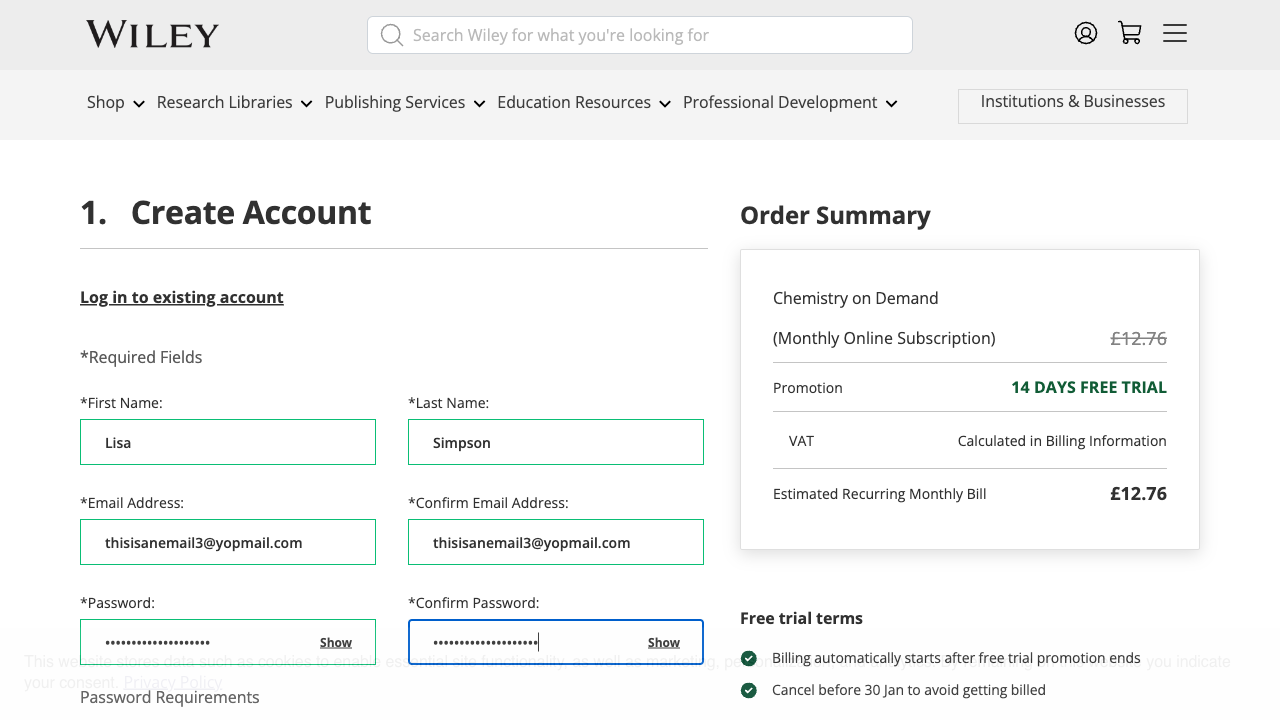 WILEY
Search Wiley for what you're looking for
Shop
Research Libraries
Publishing Services
Education Resources
Professional Development
Institutions & Businesses
1. Create Account
Log in to existing account
*Required Fields
*First Name:
*Last Name:
Lisa
Simpson
*Email Address:
*Confirm Email Address:
thisisanemail3@yopmail.com
thisisanemail3@yopmail.com
*Password:
*Confirm Password:
••••••••••••••••••••
Show
••••••••••••••••••••
Show
Password Requirements
Order Summary
Chemistry on Demand
(Monthly Online Subscription)
£12.76
Promotion
14 DAYS FREE TRIAL
VAT
Calculated in Billing Information
Estimated Recurring Monthly Bill
£12.76
Free trial terms
Billing automatically starts after free trial promotion ends
Cancel before 30 Jan to avoid getting billed
This website stores data such as cookies to enable essential site functionality, as well as marketing, website you indicate
your consent. Privacy Policy